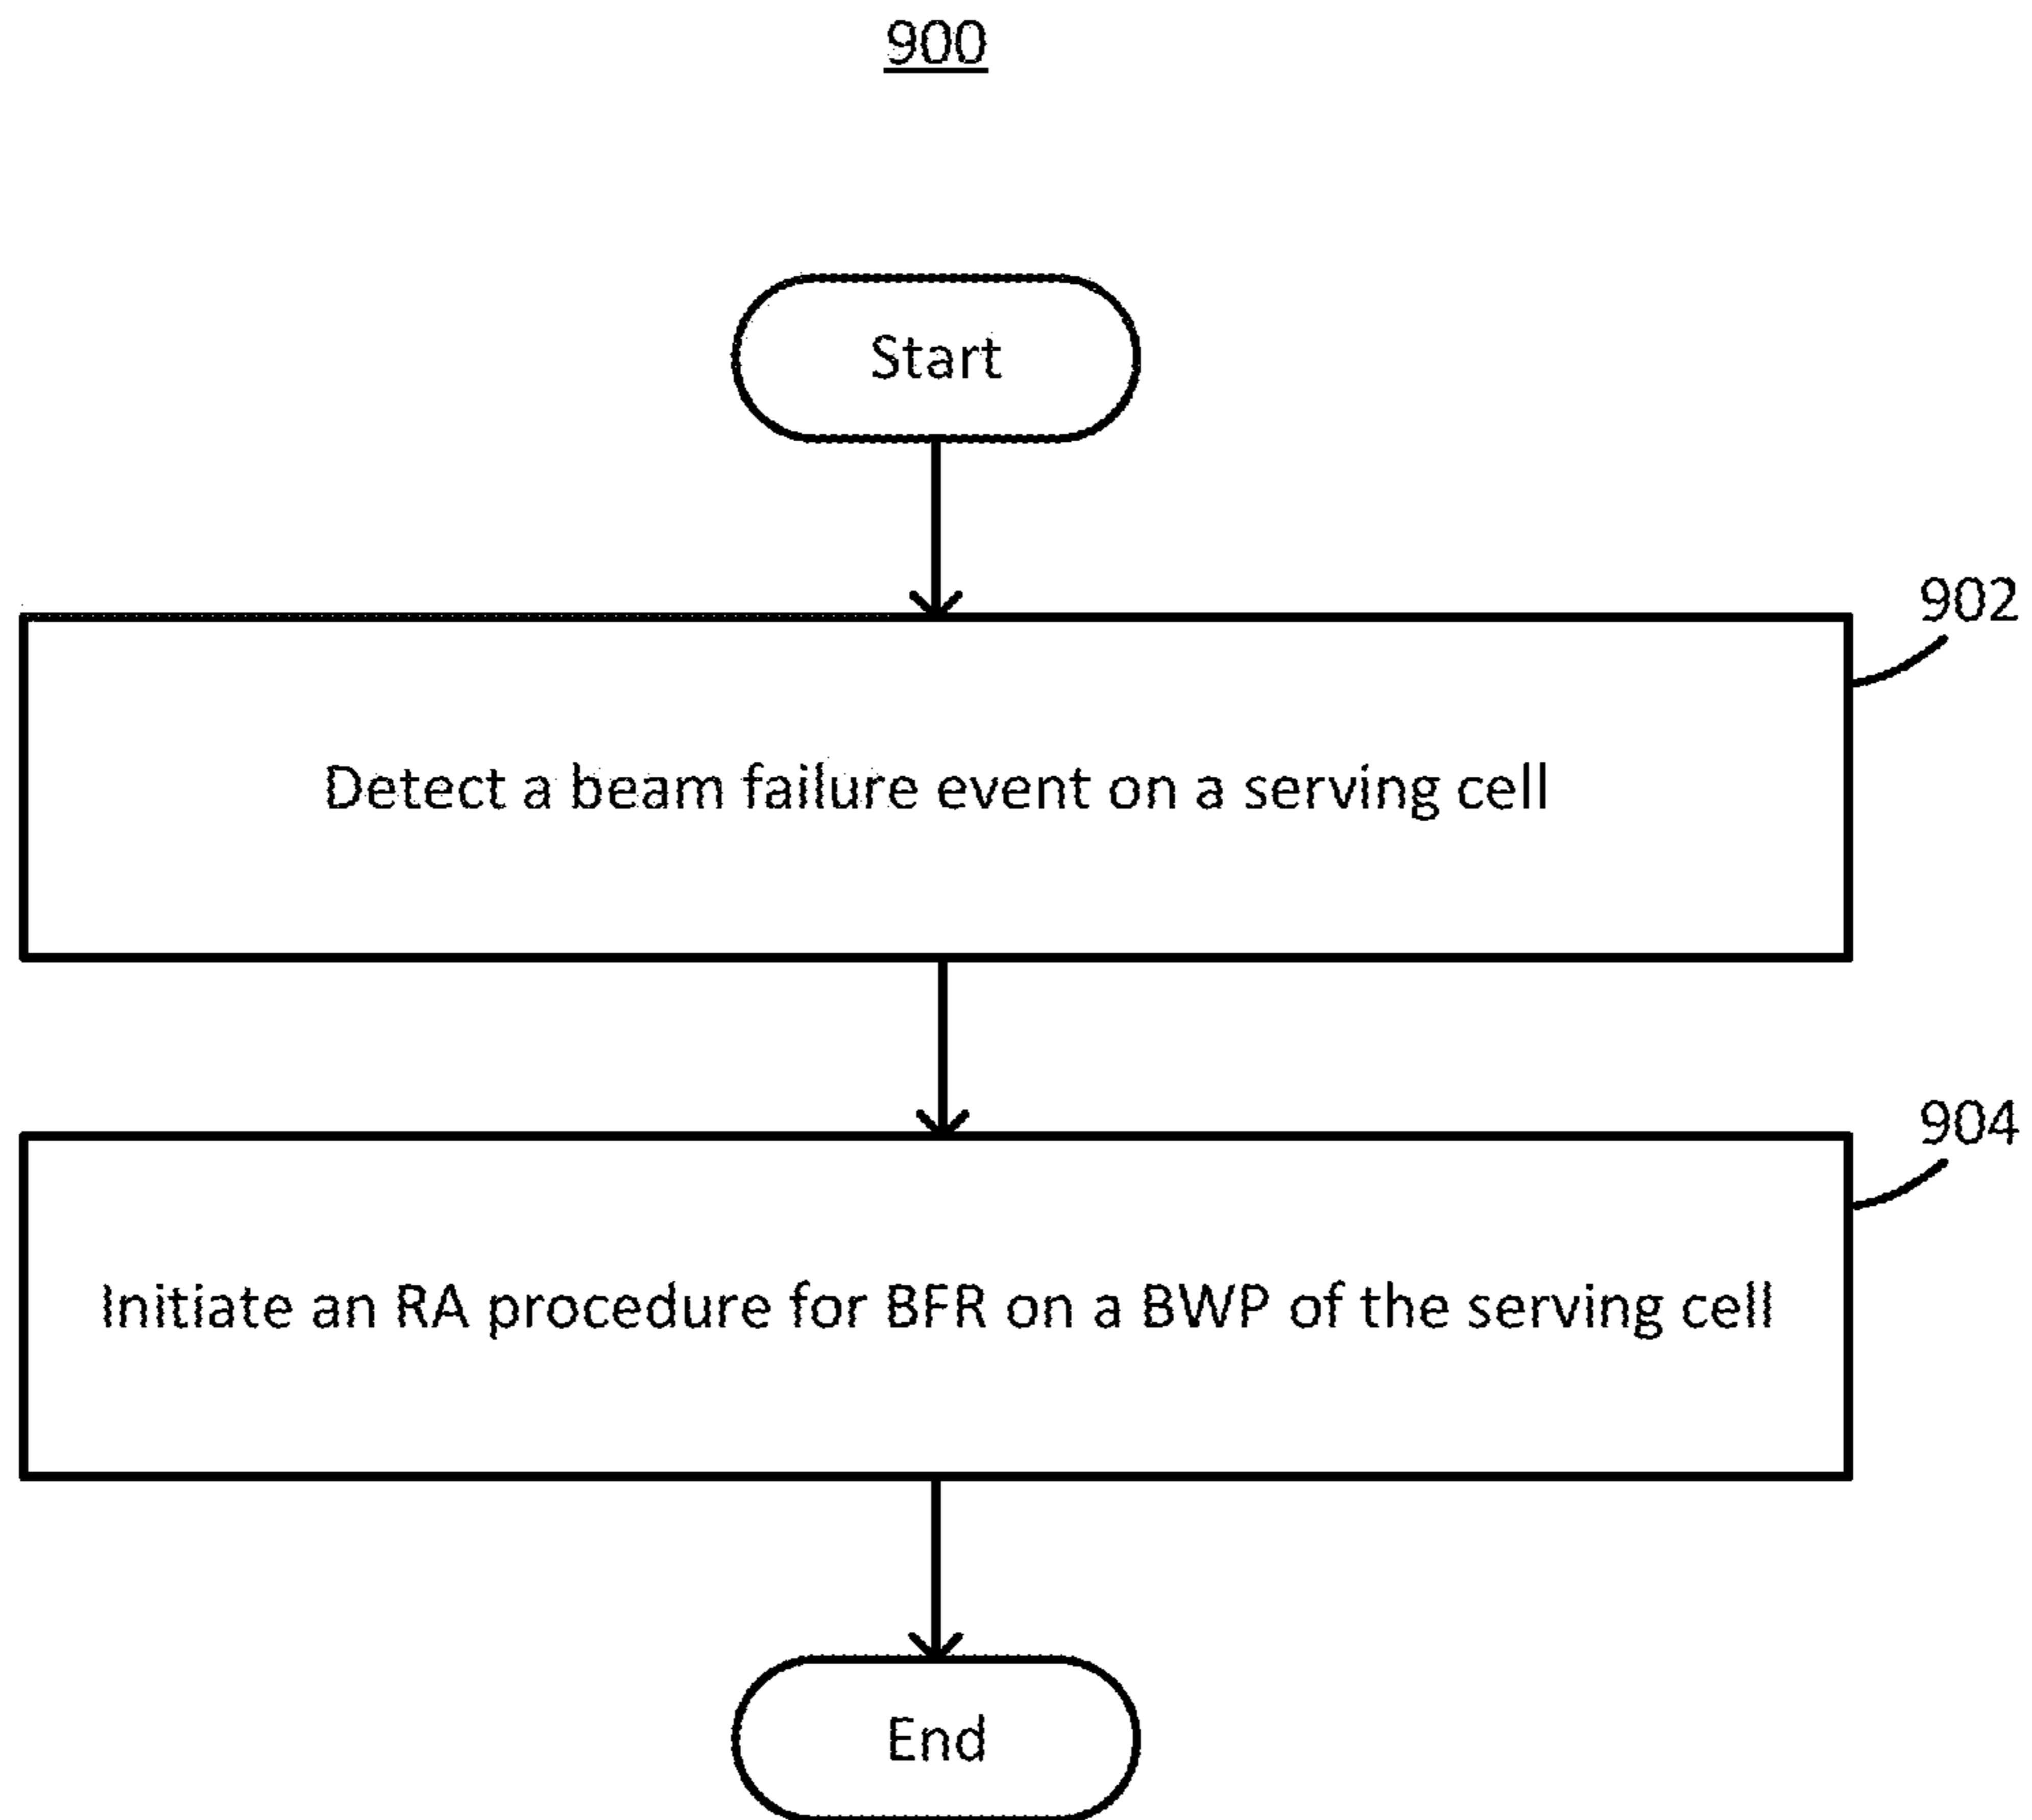 900
Start
902
Detect a beam failure event on a serving cell
904
Initiate an RA procedure for BFR on a BWP of the serving cell
End